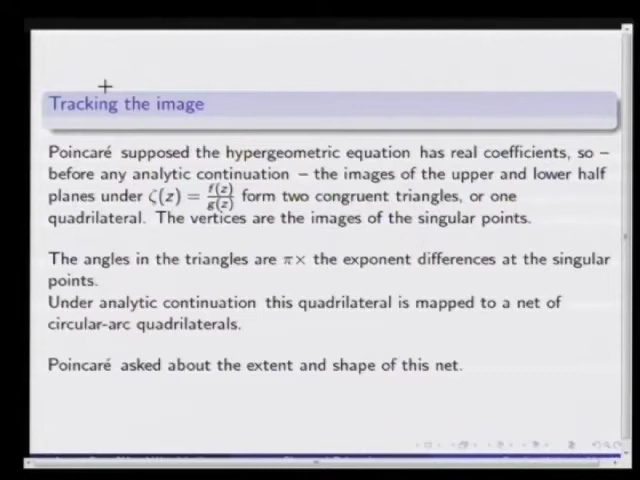 Tracking the image
Poincaré supposed the hypergeometric equation has real coefficients, so –
before any analytic continuation – the images of the upper and lower half
planes under ζ(z) = f(z)/g(z) form two congruent triangles, or one
quadrilateral. The vertices are the images of the singular points.
The angles in the triangles are π× the exponent differences at the singular
points.
Under analytic continuation this quadrilateral is mapped to a net of
circular-arc quadrilaterals.
Poincaré asked about the extent and shape of this net.